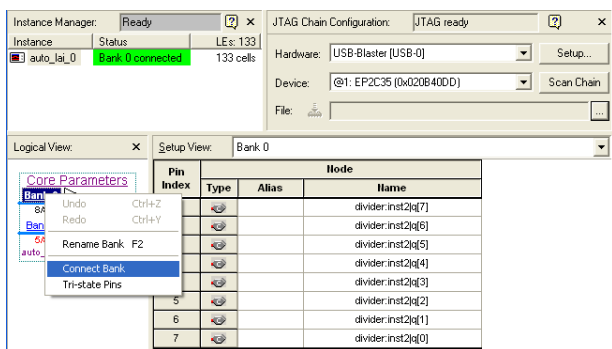 Instance Manager: Ready ? × JTAG Chain Configuration: JTAG ready ? ×
Instance Status LEs: 133
auto_lai_0 Bank 0 connected 133 cells
Hardware: USB-Blaster [USB-0] Setup...
Device: @1: EP2C35 (0x020B40DD) Scan Chain
File: ...
Logical View: × Setup View: Bank 0
Core Parameters
Pin Index Node
Type Alias Name
Undo Ctrl+Z
Redo Ctrl+Y
Rename Bank F2
Connect Bank
Tri-state Pins
divider:inst2|q[7]
divider:inst2|q[6]
divider:inst2|q[5]
divider:inst2|q[4]
divider:inst2|q[3]
5 divider:inst2|q[2]
6 divider:inst2|q[1]
7 divider:inst2|q[0]